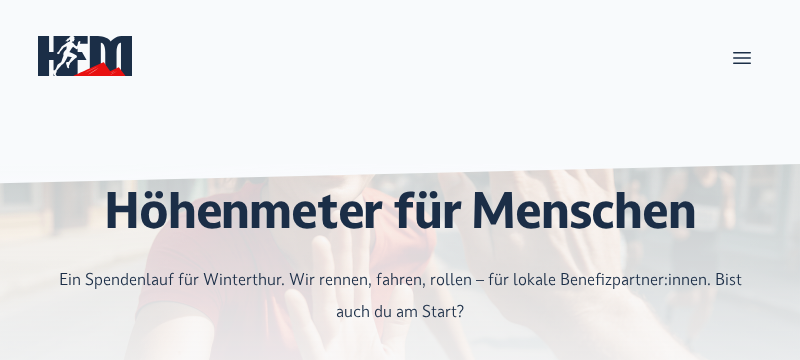 HFM
Höhenmeter für Menschen
Ein Spendenlauf für Winterthur. Wir rennen, fahren, rollen – für lokale Benefizpartner:innen. Bist
auch du am Start?